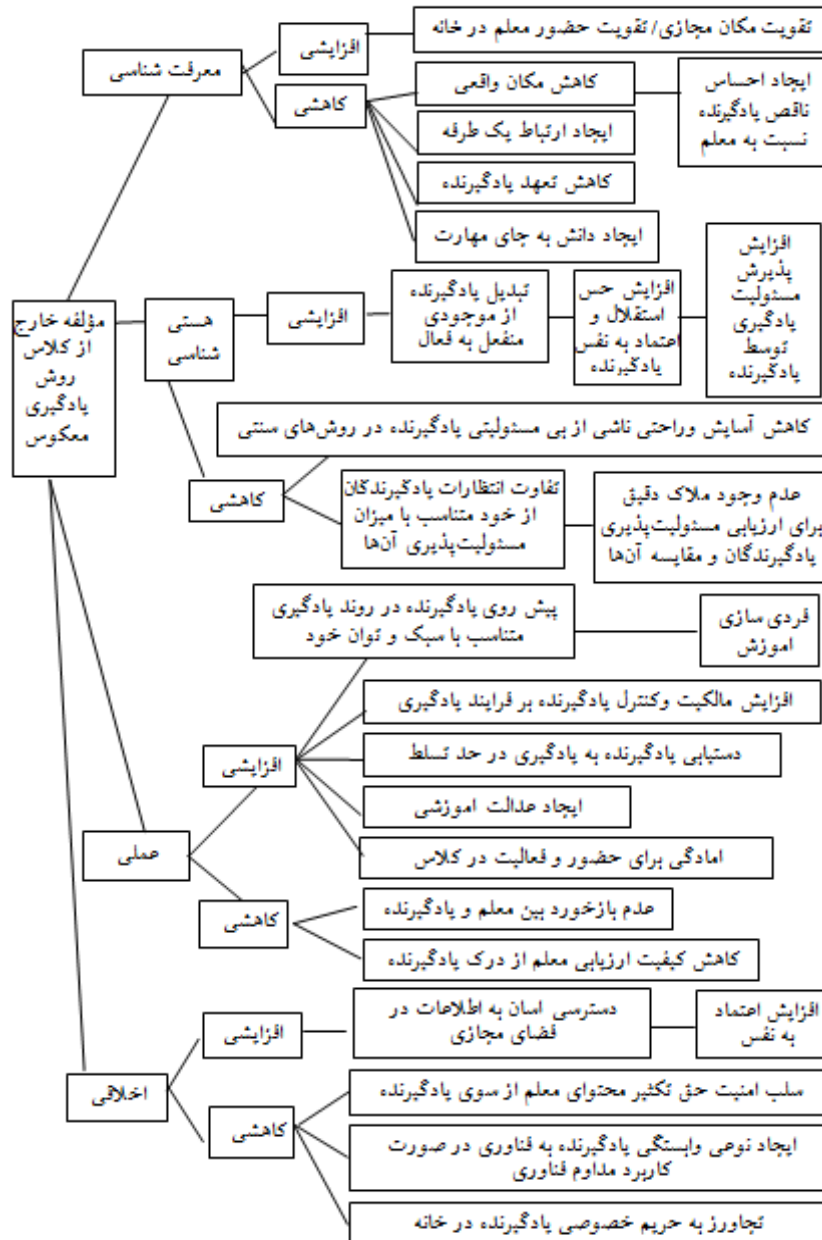 تقویت مکان مجازی/ تقویت حضور معلم در خانه
افزایشی
معرفت شناسی
کاهشی
کاهش مکان واقعی
ایجاد احساس
ناقص یادگیرنده
نسبت به معلم
ایجاد ارتباط یک طرفه
کاهش تعهد یادگیرنده
ایجاد دانش به جای مهارت
مؤلفه خارج
از کلاس
روش
یادگیری
معکوس
هستی
شناسی
افزایشی
تبدیل یادگیرنده
از موجودی
منفعل به فعال
افزایش حس
استقلال و
اعتماد به نفس
یادگیرنده
افزایش
پذیرش
مسئولیت
یادگیری
توسط
یادگیرنده
کاهش آسایش وراحتی ناشی از بی مسئولیتی یادگیرنده در روش‌های سنتی
کاهشی
تفاوت انتظارات یادگیرندگان
از خود متناسب با میزان
مسئولیت‌پذیری آن‌ها
عدم وجود ملاک دقیق
برای ارزیابی مسئولیت‌پذیری
یادگیرندگان و مقایسه آن‌ها
پیش روی یادگیرنده در روند یادگیری
متناسب با سبک و توان خود
فردی سازی
اموزش
افزایش مالکیت وکنترل یادگیرنده بر فرایند یادگیری
افزایشی
دستیابی یادگیرنده به یادگیری در حد تسلط
ایجاد عدالت اموزشی
عملی
امادگی برای حضور و فعالیت در کلاس
کاهشی
عدم بازخورد بین معلم و یادگیرنده
کاهش کیفیت ارزیابی معلم از درک یادگیرنده
افزایشی
دسترسی اسان به اطلاعات در
فضای مجازی
افزایش اعتماد
به نفس
اخلاقی
کاهشی
سلب امنیت حق تکثیر محتوای معلم از سوی یادگیرنده
ایجاد نوعی وابستگی یادگیرنده به فناوری در صورت
کاربرد مداوم فناوری
تجاورز به حریم خصوصی یادگیرنده در خانه